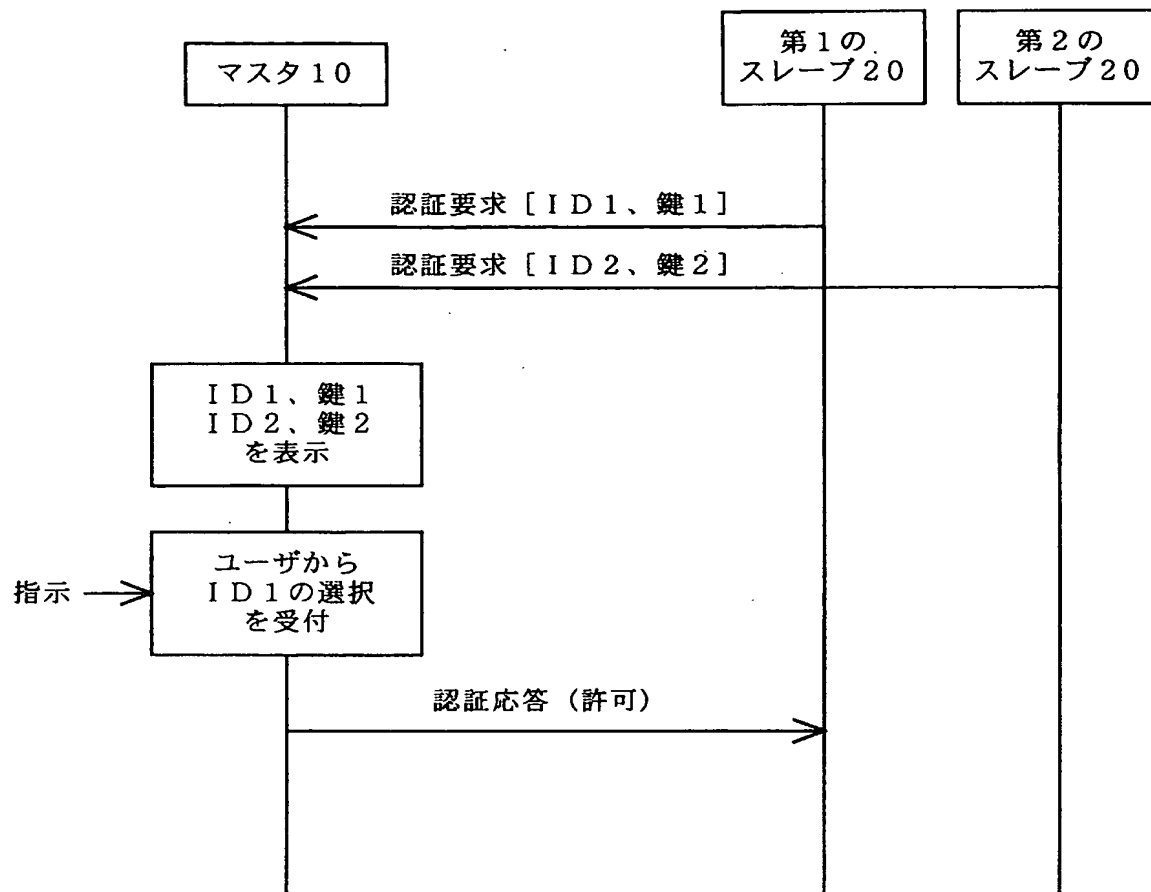 マスタ10
第1の
スレーブ20
第2の
スレーブ20
認証要求［ＩＤ1、鍵1］
認証要求［ＩＤ2、鍵2］
ＩＤ1、鍵1
ＩＤ2、鍵2
を表示
指示
ユーザから
ＩＤ1の選択
を受付
認証応答（許可）